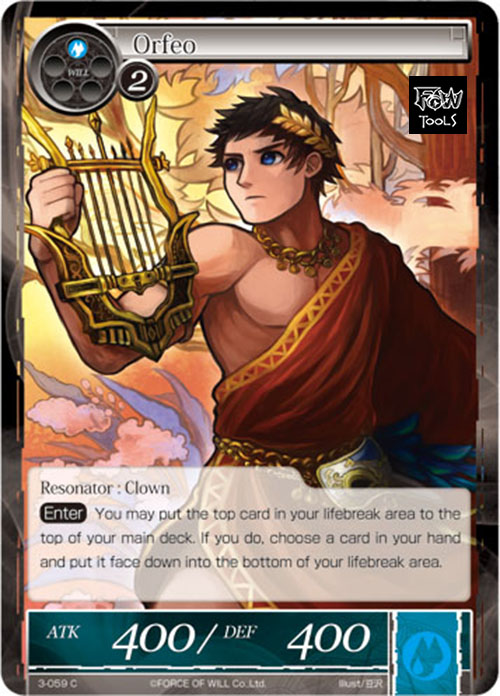 Orfeo
WILL
2
FOW
TOOLS
Resonator : Clown
Enter You may put the top card in your lifebreak area to the
top of your main deck. If you do, choose a card in your hand
and put it face down into the bottom of your lifebreak area.
ATK 400 / DEF 400
3-059 C ©FORCE OF WILL Co.,Ltd. Illust/